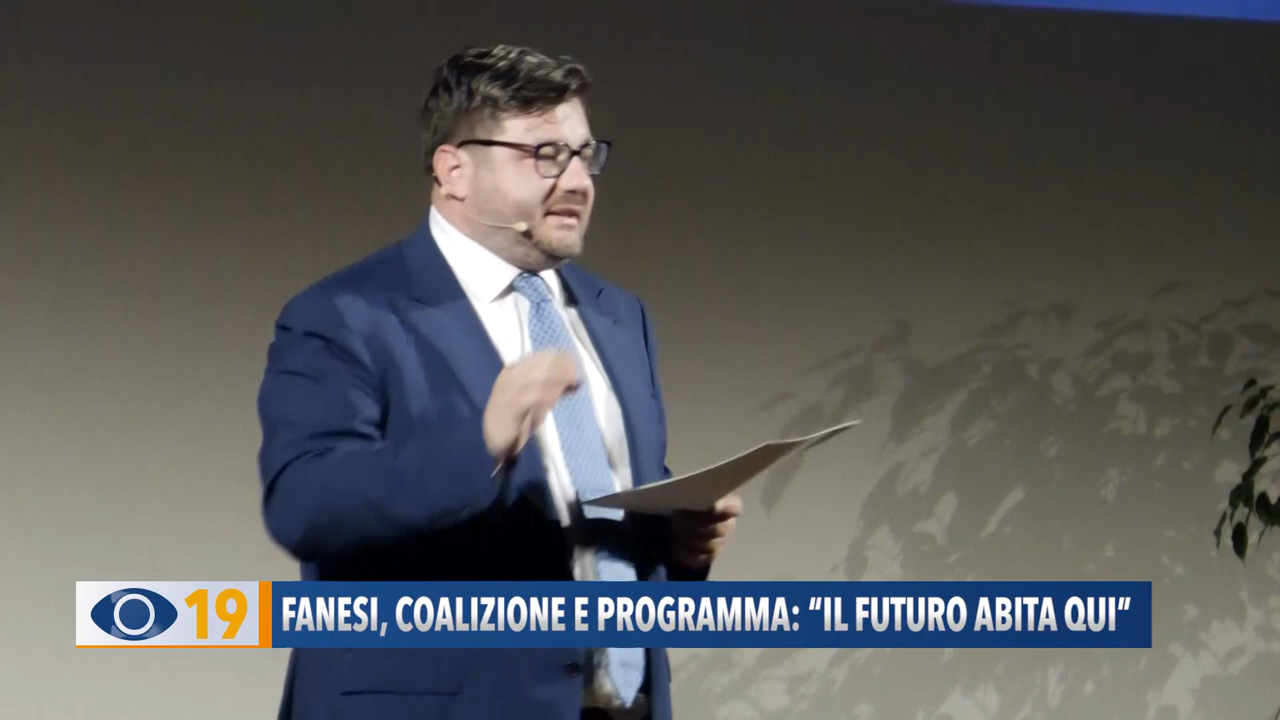 19 FANESI, COALIZIONE E PROGRAMMA: “IL FUTURO ABITA QUI”